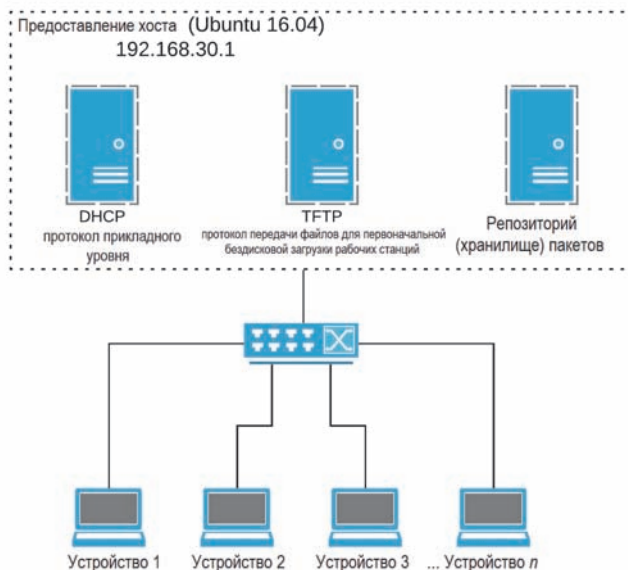 Предоставление хоста (Ubuntu 16.04)
192.168.30.1
DHCP
протокол прикладного
уровня
TFTP
протокол передачи файлов для первоначальной
бездисковой загрузки рабочих станций
Репозиторий
(хранилище) пакетов
Устройство 1
Устройство 2
Устройство 3
... Устройство n